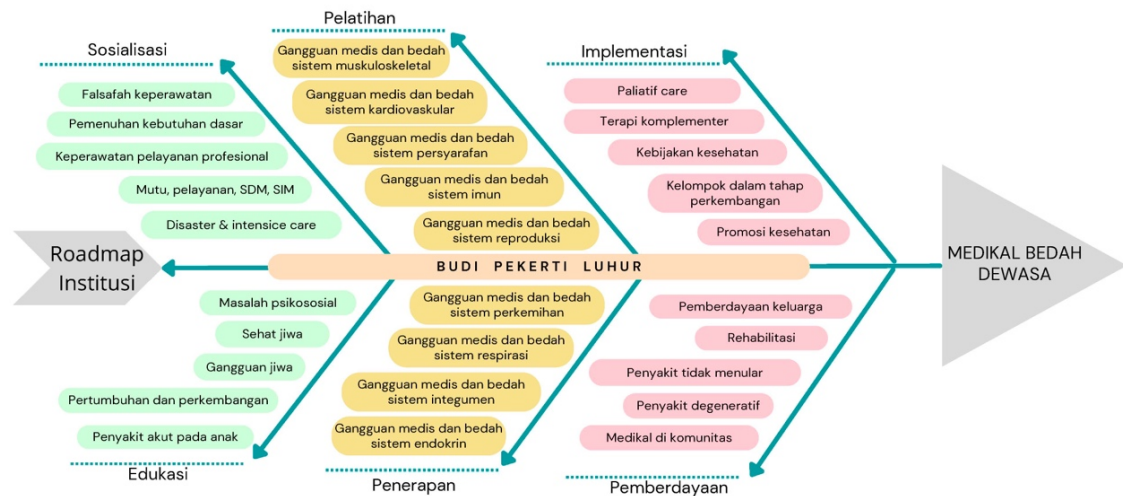 Sosialisasi
Falsafah keperawatan
Pemenuhan kebutuhan dasar
Keperawatan pelayanan profesional
Mutu, pelayanan, SDM, SIM
Disaster & intensice care
Pelatihan
Gangguan medis dan bedah
sistem muskuloskeletal
Gangguan medis dan bedah
sistem kardiovaskular
Gangguan medis dan bedah
sistem persyarafan
Gangguan medis dan bedah
sistem imun
Gangguan medis dan bedah
sistem reproduksi
Implementasi
Paliatif care
Terapi komplementer
Kebijakan kesehatan
Kelompok dalam tahap
perkembangan
Promosi kesehatan
Roadmap
Institusi
BUDI PEKERTI LUHUR
MEDIKAL BEDAH
DEWASA
Masalah psikososial
Sehat jiwa
Gangguan jiwa
Pertumbuhan dan perkembangan
Penyakit akut pada anak
Edukasi
Gangguan medis dan bedah
sistem perkemihan
Gangguan medis dan bedah
sistem respirasi
Gangguan medis dan bedah
sistem integumen
Gangguan medis dan bedah
sistem endokrin
Penerapan
Pemberdayaan keluarga
Rehabilitasi
Penyakit tidak menular
Penyakit degeneratif
Medikal di komunitas
Pemberdayaan